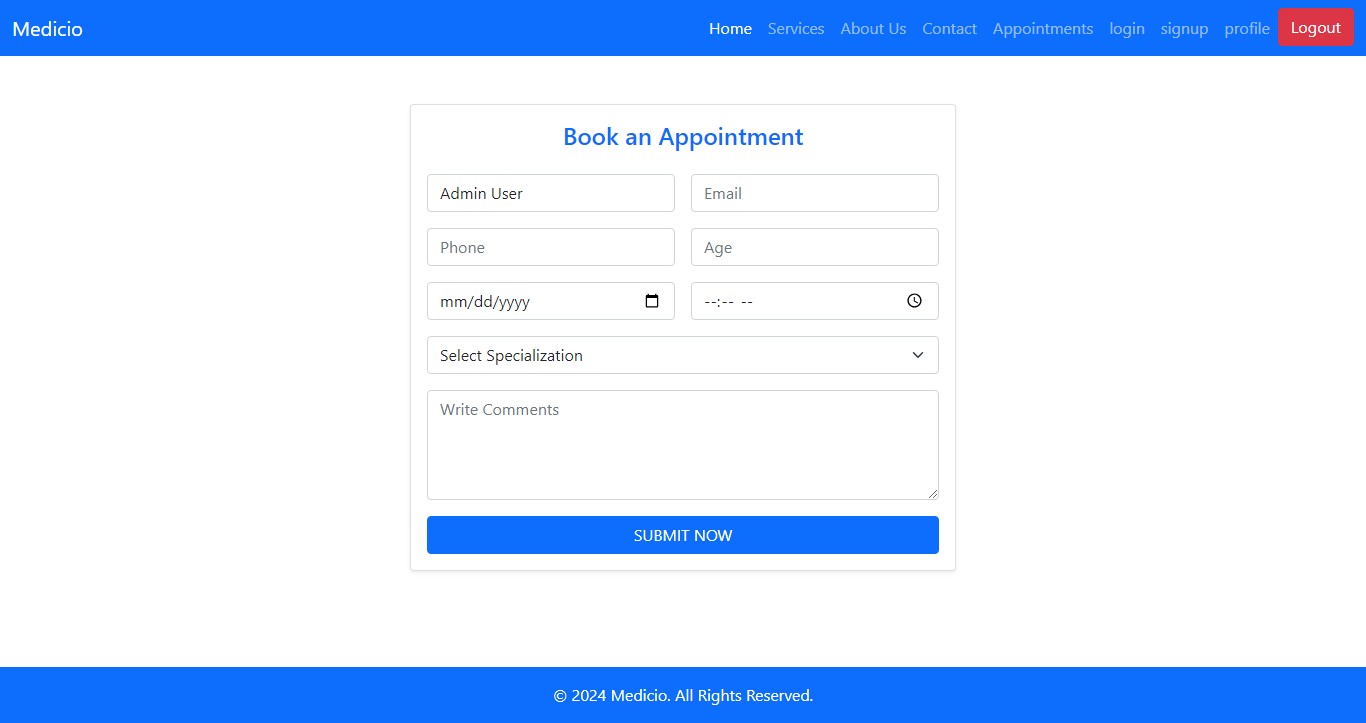 Medicio Home Services About Us Contact Appointments login signup profile Logout
Book an Appointment
Admin User Email
Phone Age
mm/dd/yyyy --:-- --
Select Specialization
Write Comments
SUBMIT NOW
© 2024 Medicio. All Rights Reserved.